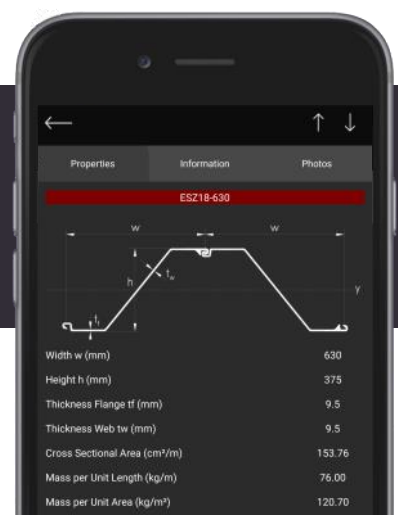 Properties Information Photos
ESZ18-630
w w
h tw y
tf
Width w (mm) 630
Height h (mm) 375
Thickness Flange tf (mm) 9.5
Thickness Web tw (mm) 9.5
Cross Sectional Area (cm²/m) 153.76
Mass per Unit Length (kg/m) 76.00
Mass per Unit Area (kg/m²) 120.70